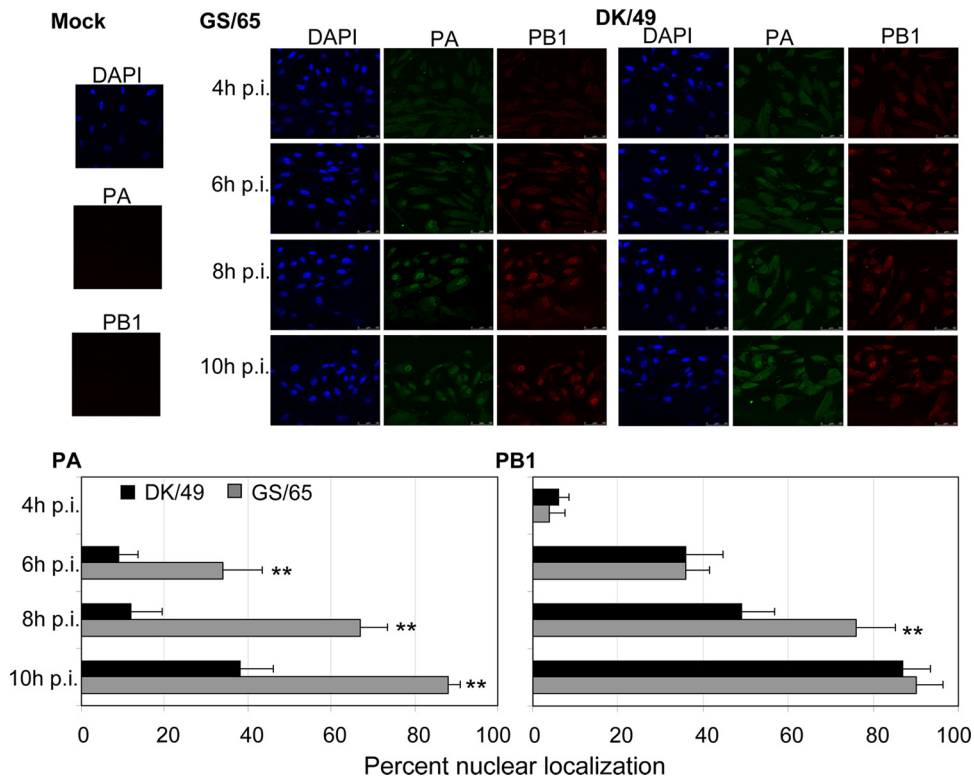 Mock GS/65 DK/49
DAPI PA PB1 DAPI PA PB1
DAPI
4h p.i.
PA
6h p.i.
8h p.i.
PB1
10h p.i.
PA PB1
DK/49 GS/65
4h p.i.
6h p.i. **
8h p.i. ** **
10h p.i. **
0 20 40 60 80 100 0 20 40 60 80 100
Percent nuclear localization